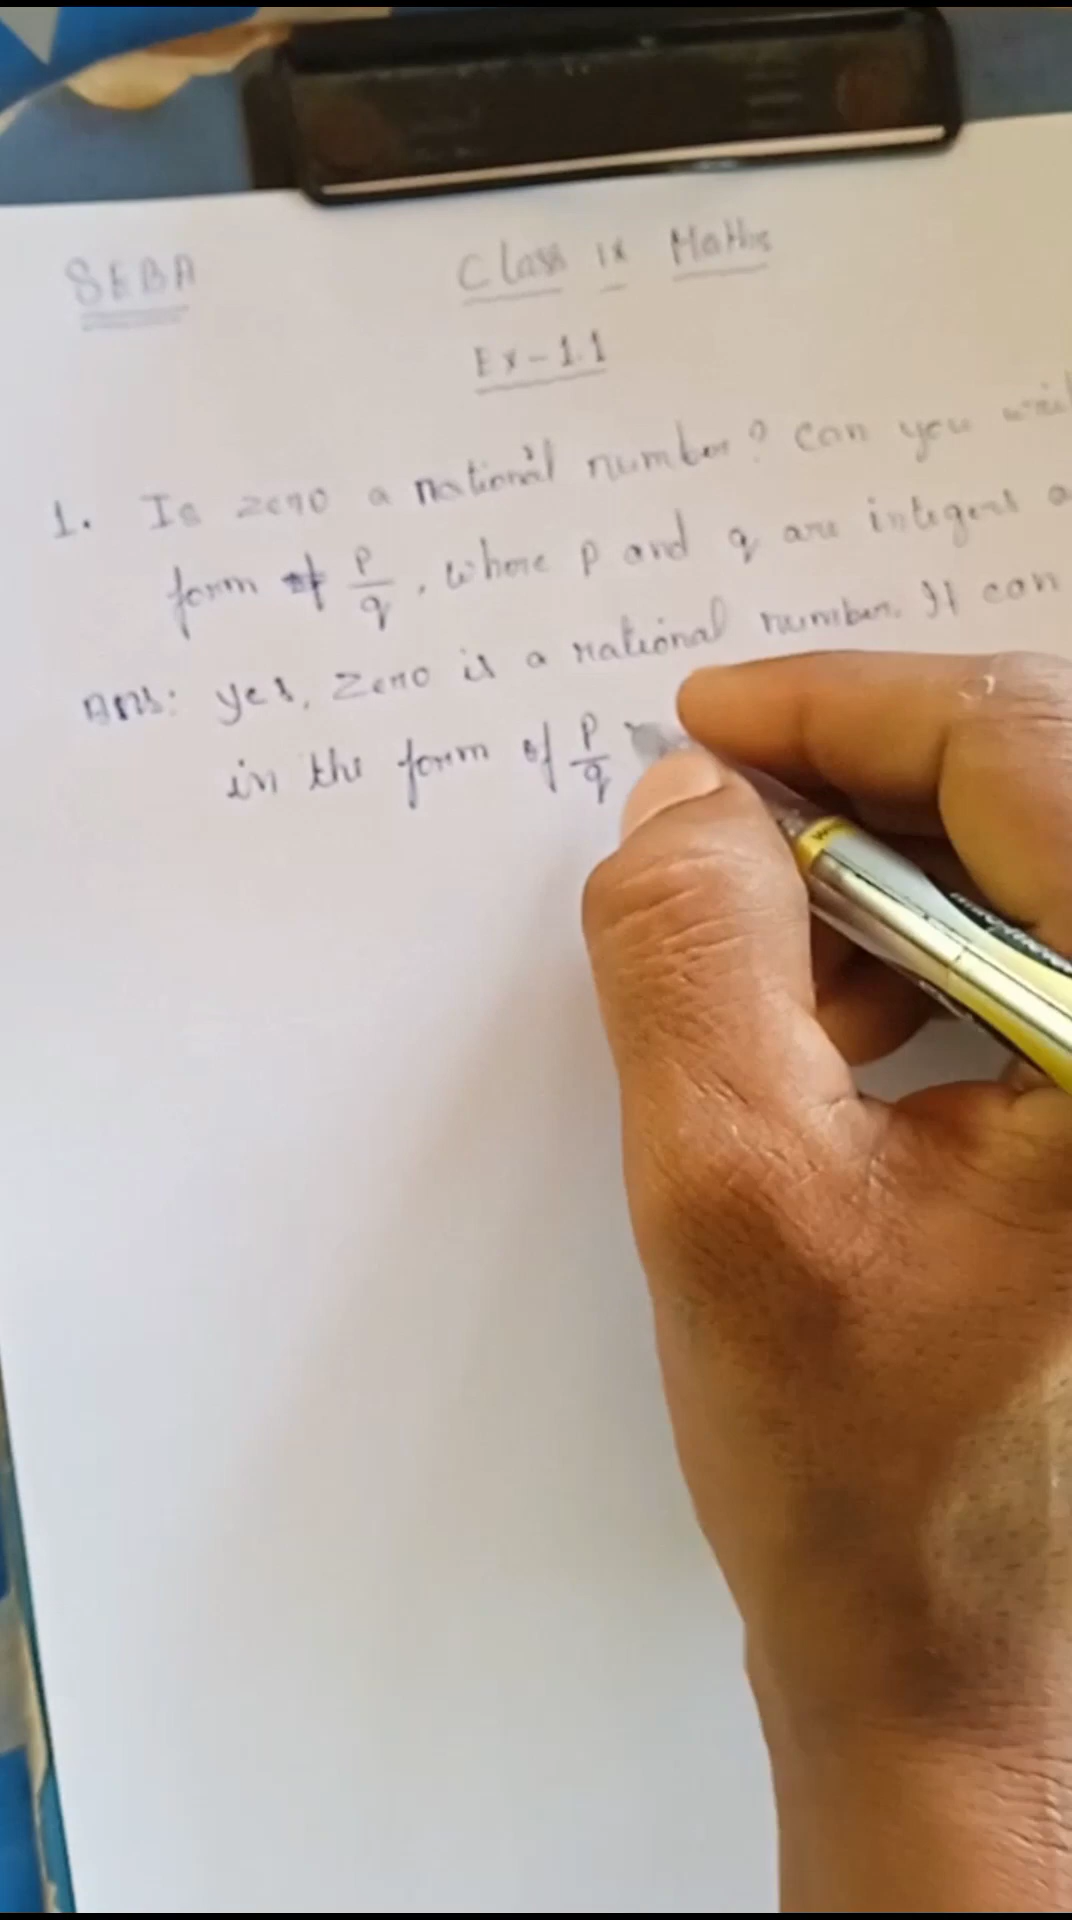 SEBA
Class IX Maths
Ex-1.1
1. Is zero a rational number? Can you
form of p/q, where p and q are integers
Ans: yes, zero is a rational number. It can
in the form of p/q